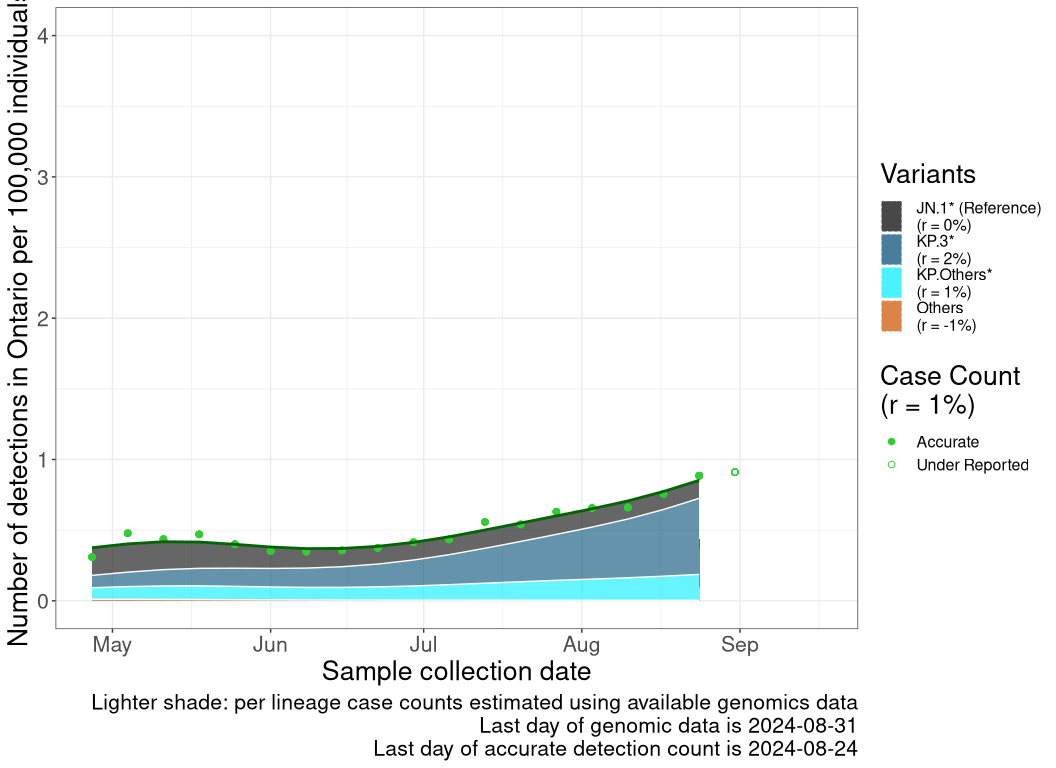 Number of detections in Ontario per 100,000 individuals
4
3
2
1
0
May
Jun
Jul
Aug
Sep
Sample collection date
Lighter shade: per lineage case counts estimated using available genomics data
Last day of genomic data is 2024-08-31
Last day of accurate detection count is 2024-08-24
Variants
JN.1* (Reference)
(r = 0%)
KP.3*
(r = 2%)
KP.Others*
(r = 1%)
Others
(r = -1%)
Case Count
(r = 1%)
Accurate
Under Reported